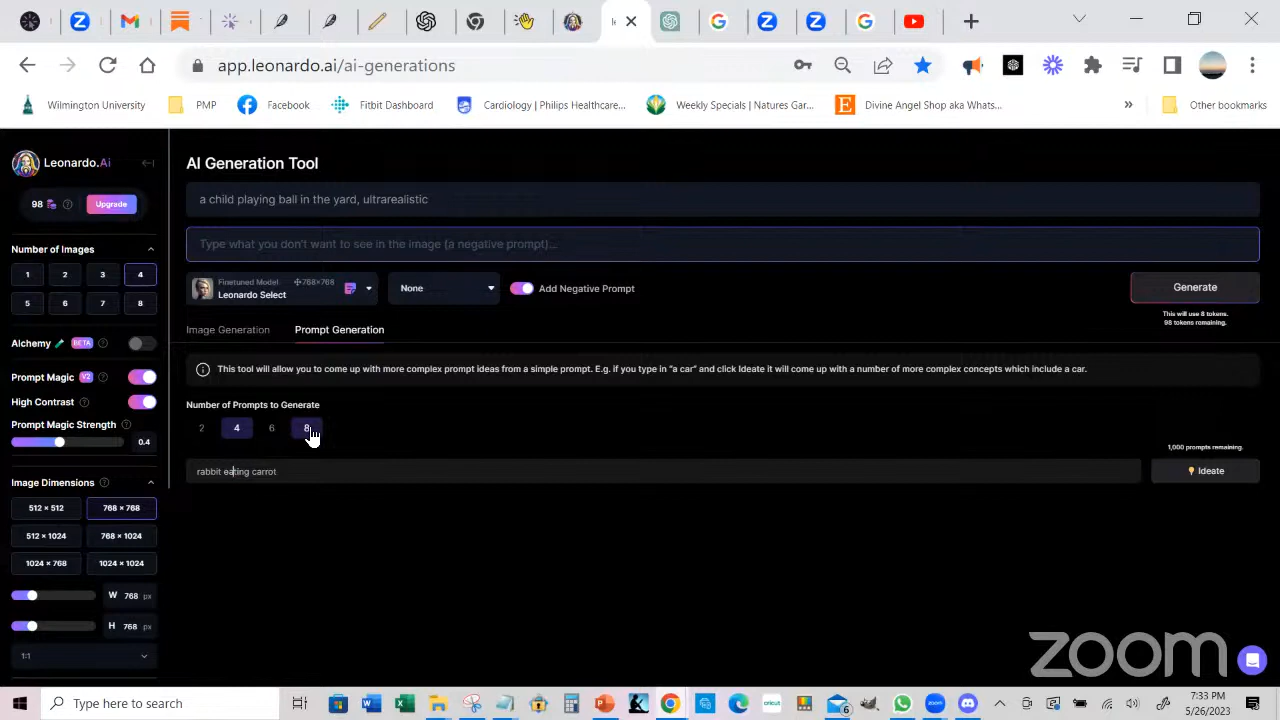 app.leonardo.ai/ai-generations
Wilmington University
PMP
Facebook
Fitbit Dashboard
Cardiology | Philips Healthcare...
Weekly Specials | Natures Gar...
Divine Angel Shop aka Whats...
»
Other bookmarks
Leonardo.Ai
AI Generation Tool
98
Upgrade
a child playing ball in the yard, ultrarealistic
Type what you don't want to see in the image (a negative prompt)...
Number of Images
1 2 3 4
5 6 7 8
Finetuned Model
768×768
Leonardo Select
None
Add Negative Prompt
Generate
This will use 8 tokens.
98 tokens remaining.
Image Generation
Prompt Generation
Alchemy BETA
Prompt Magic V2
High Contrast
Prompt Magic Strength
0.4
This tool will allow you to come up with more complex prompt ideas from a simple prompt. E.g. if you type in "a car" and click Ideate it will come up with a number of more complex concepts which include a car.
Number of Prompts to Generate
2 4 6 8
1,000 prompts remaining.
rabbit eating carrot
Ideate
Image Dimensions
512 × 512
768 × 768
512 × 1024
768 × 1024
1024 × 768
1024 × 1024
W 768 px
H 768 px
1:1
zoom
Type here to search
7:33 PM
5/26/2023